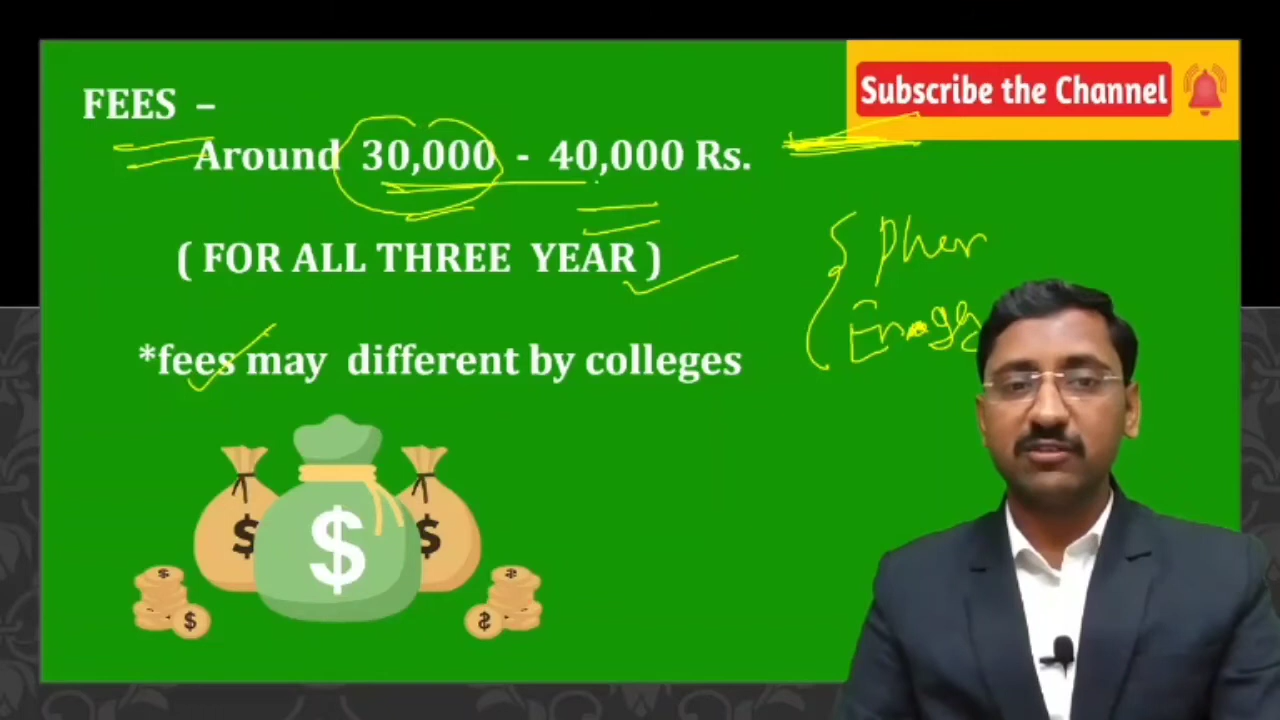 FEES –
Subscribe the Channel
Around 30,000 - 40,000 Rs.
( FOR ALL THREE YEAR )
*fees may different by colleges
$ $ $